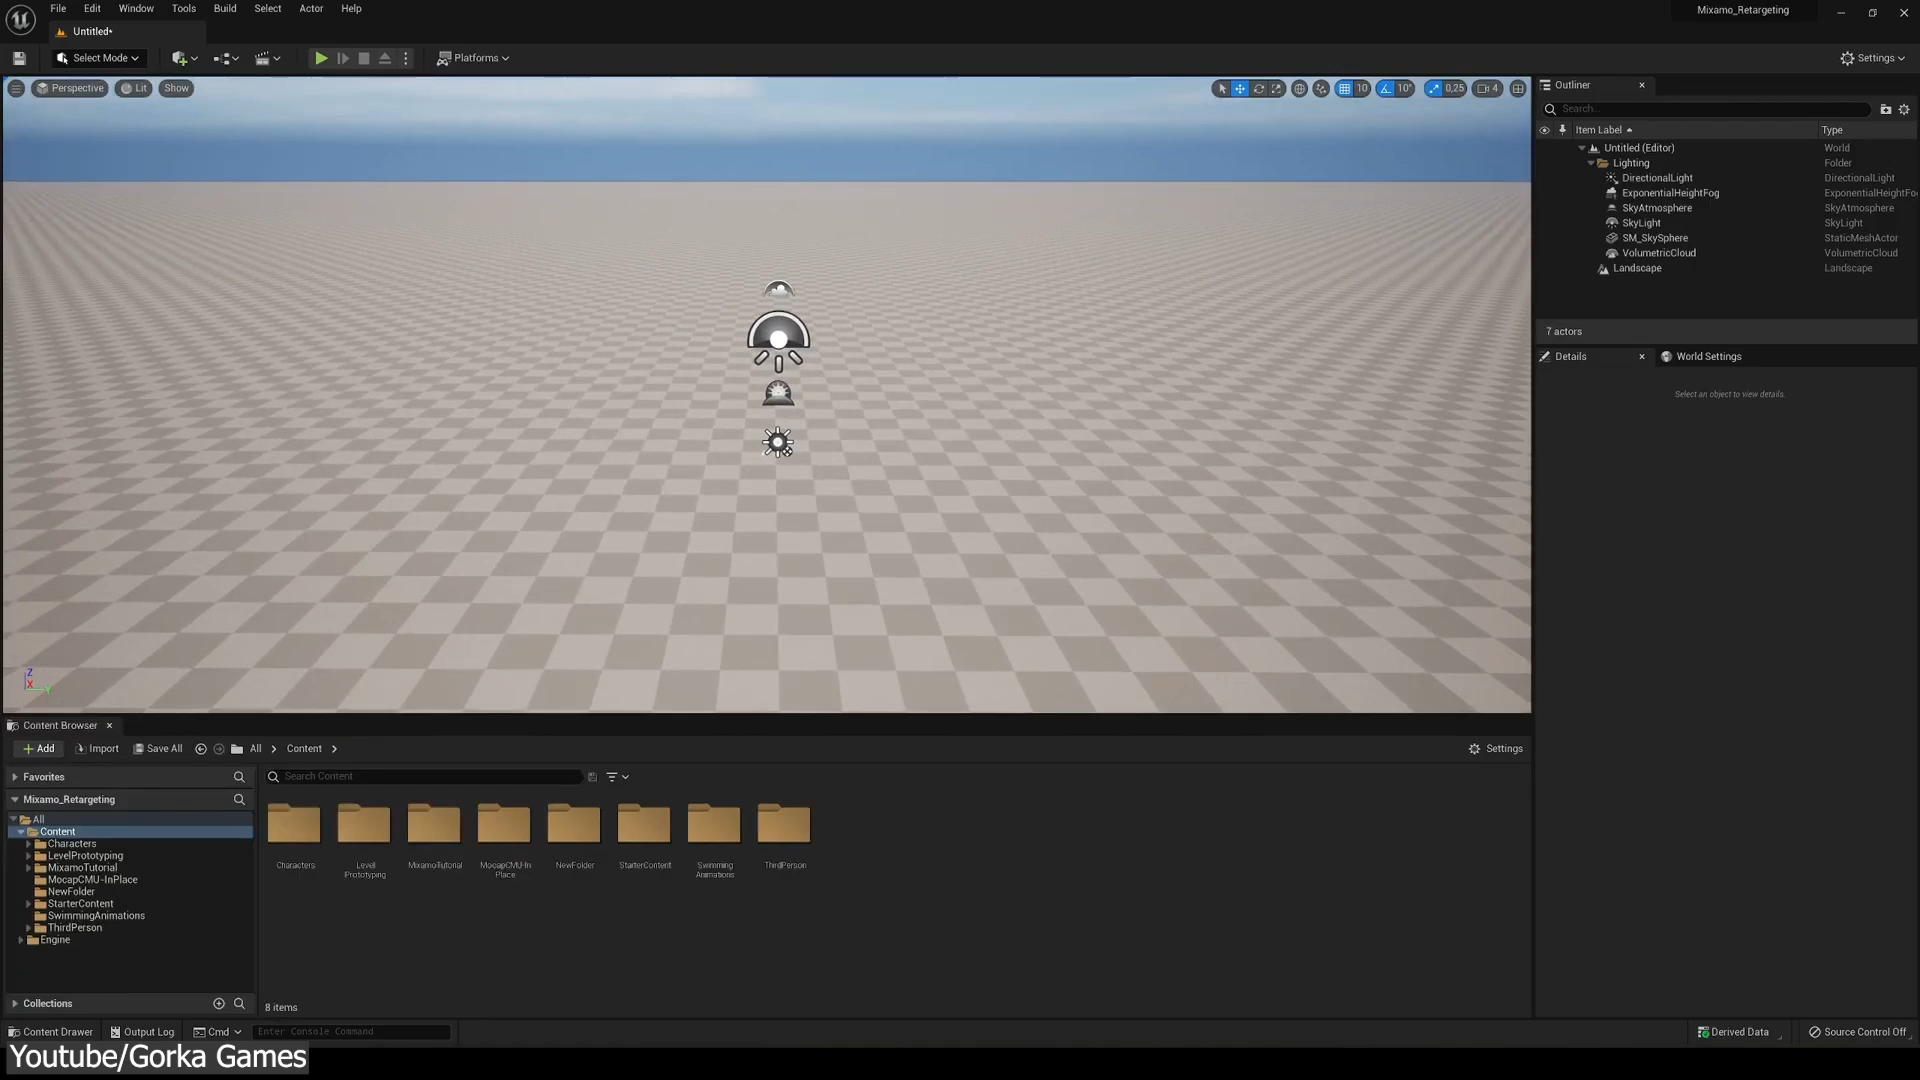 File Edit Window Tools Build Select Actor Help
Mixamo_Retargeting
Untitled*
Select Mode
Platforms
Settings
Perspective Lit Show
10 10° 0,25 4
Outliner
Search...
Item Label Type
Untitled (Editor) World
Lighting Folder
DirectionalLight DirectionalLight
ExponentialHeightFog ExponentialHeightFo
SkyAtmosphere SkyAtmosphere
SkyLight SkyLight
SM_SkySphere StaticMeshActor
VolumetricCloud VolumetricCloud
Landscape Landscape
7 actors
Details World Settings
Select an object to view details.
Z
X
Y
Content Browser
Add Import Save All All Content Settings
Favorites
Search Content
Mixamo_Retargeting
All
Content
Characters
LevelPrototyping
MixamoTutorial
MocapCMU-InPlace
NewFolder
StarterContent
SwimmingAnimations
ThirdPerson
Engine
Characters
Level
Prototyping
MixamoTutorial
MocapCMU-In
Place
NewFolder
StarterContent
Swimming
Animations
ThirdPerson
Collections
8 items
Content Drawer Output Log Cmd Enter Console Command Derived Data Source Control Off
Youtube/Gorka Games